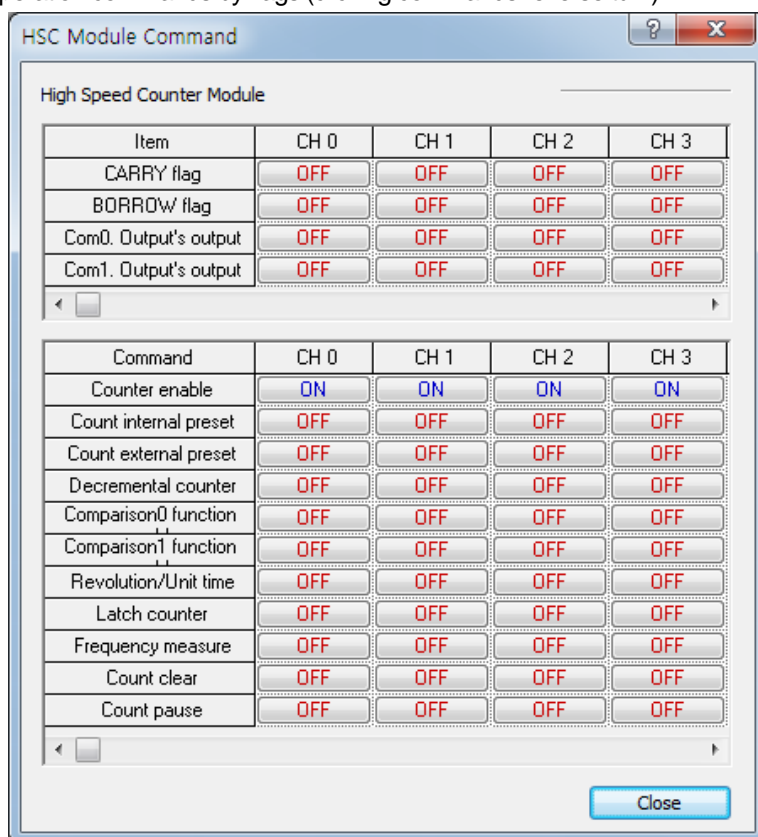 HSC Module Command
High Speed Counter Module
Item CH 0 CH 1 CH 2 CH 3
CARRY flag OFF OFF OFF OFF
BORROW flag OFF OFF OFF OFF
Com0. Output's output OFF OFF OFF OFF
Com1. Output's output OFF OFF OFF OFF
Command CH 0 CH 1 CH 2 CH 3
Counter enable ON ON ON ON
Count internal preset OFF OFF OFF OFF
Count external preset OFF OFF OFF OFF
Decremental counter OFF OFF OFF OFF
Comparison0 function OFF OFF OFF OFF
Comparison1 function OFF OFF OFF OFF
Revolution/Unit time OFF OFF OFF OFF
Latch counter OFF OFF OFF OFF
Frequency measure OFF OFF OFF OFF
Count clear OFF OFF OFF OFF
Count pause OFF OFF OFF OFF
Close